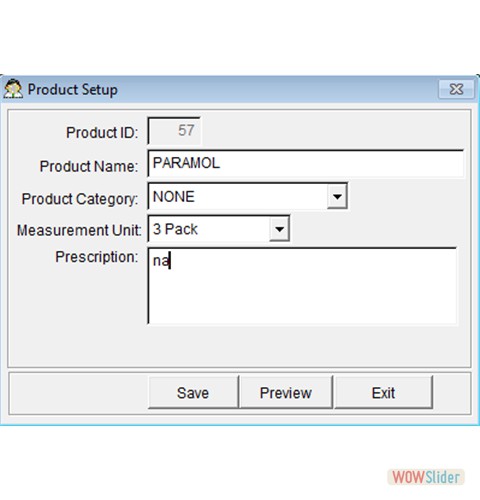 Product Setup
Product ID: 57
Product Name: PARAMOL
Product Category: NONE
Measurement Unit: 3 Pack
Prescription: na
Save Preview Exit
WOWSlider